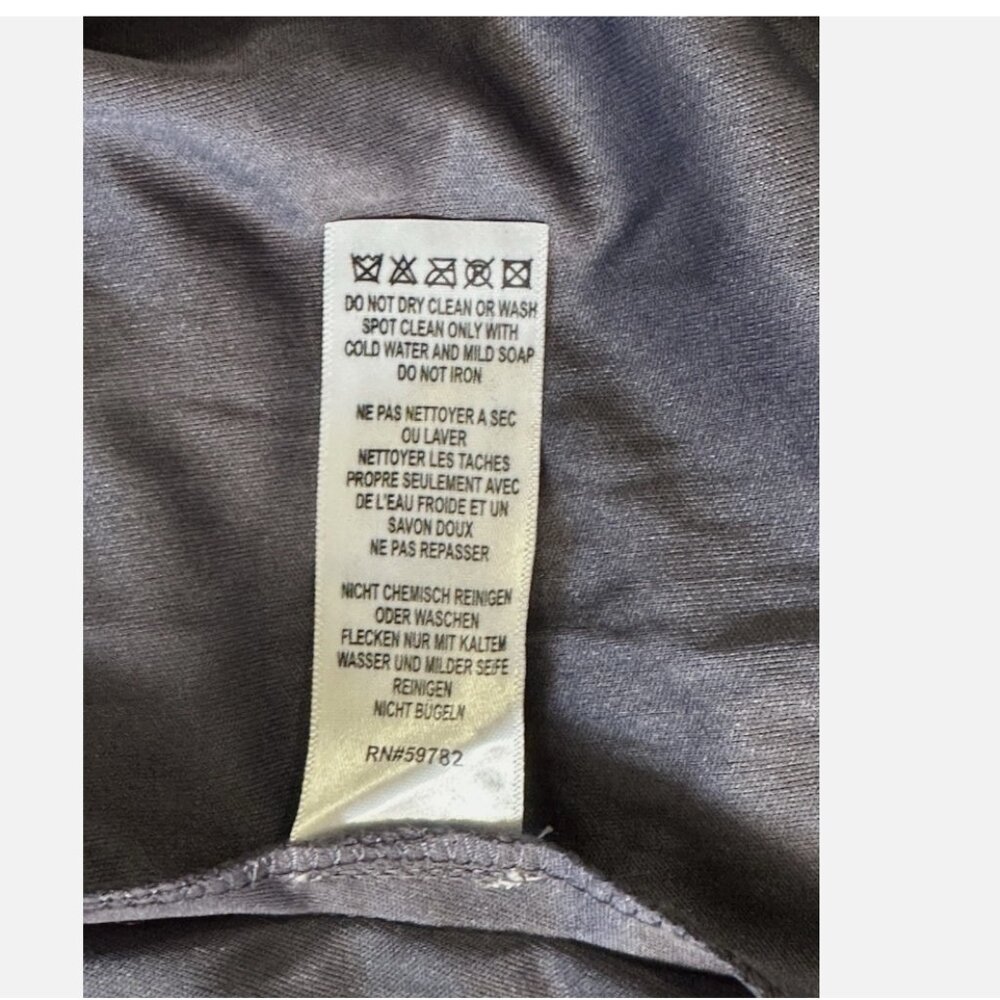 DO NOT DRY CLEAN OR WASH
SPOT CLEAN ONLY WITH
COLD WATER AND MILD SOAP
DO NOT IRON
NE PAS NETTOYER A SEC
OU LAVER
NETTOYER LES TACHES
PROPRE SEULEMENT AVEC
DE L'EAU FROIDE ET UN
SAVON DOUX
NE PAS REPASSER
NICHT CHEMISCH REINIGEN
ODER WASCHEN
FLECKEN NUR MIT KALTEM
WASSER UND MILDER SEIFE
REINIGEN
NICHT BÜGELN
RN#59782